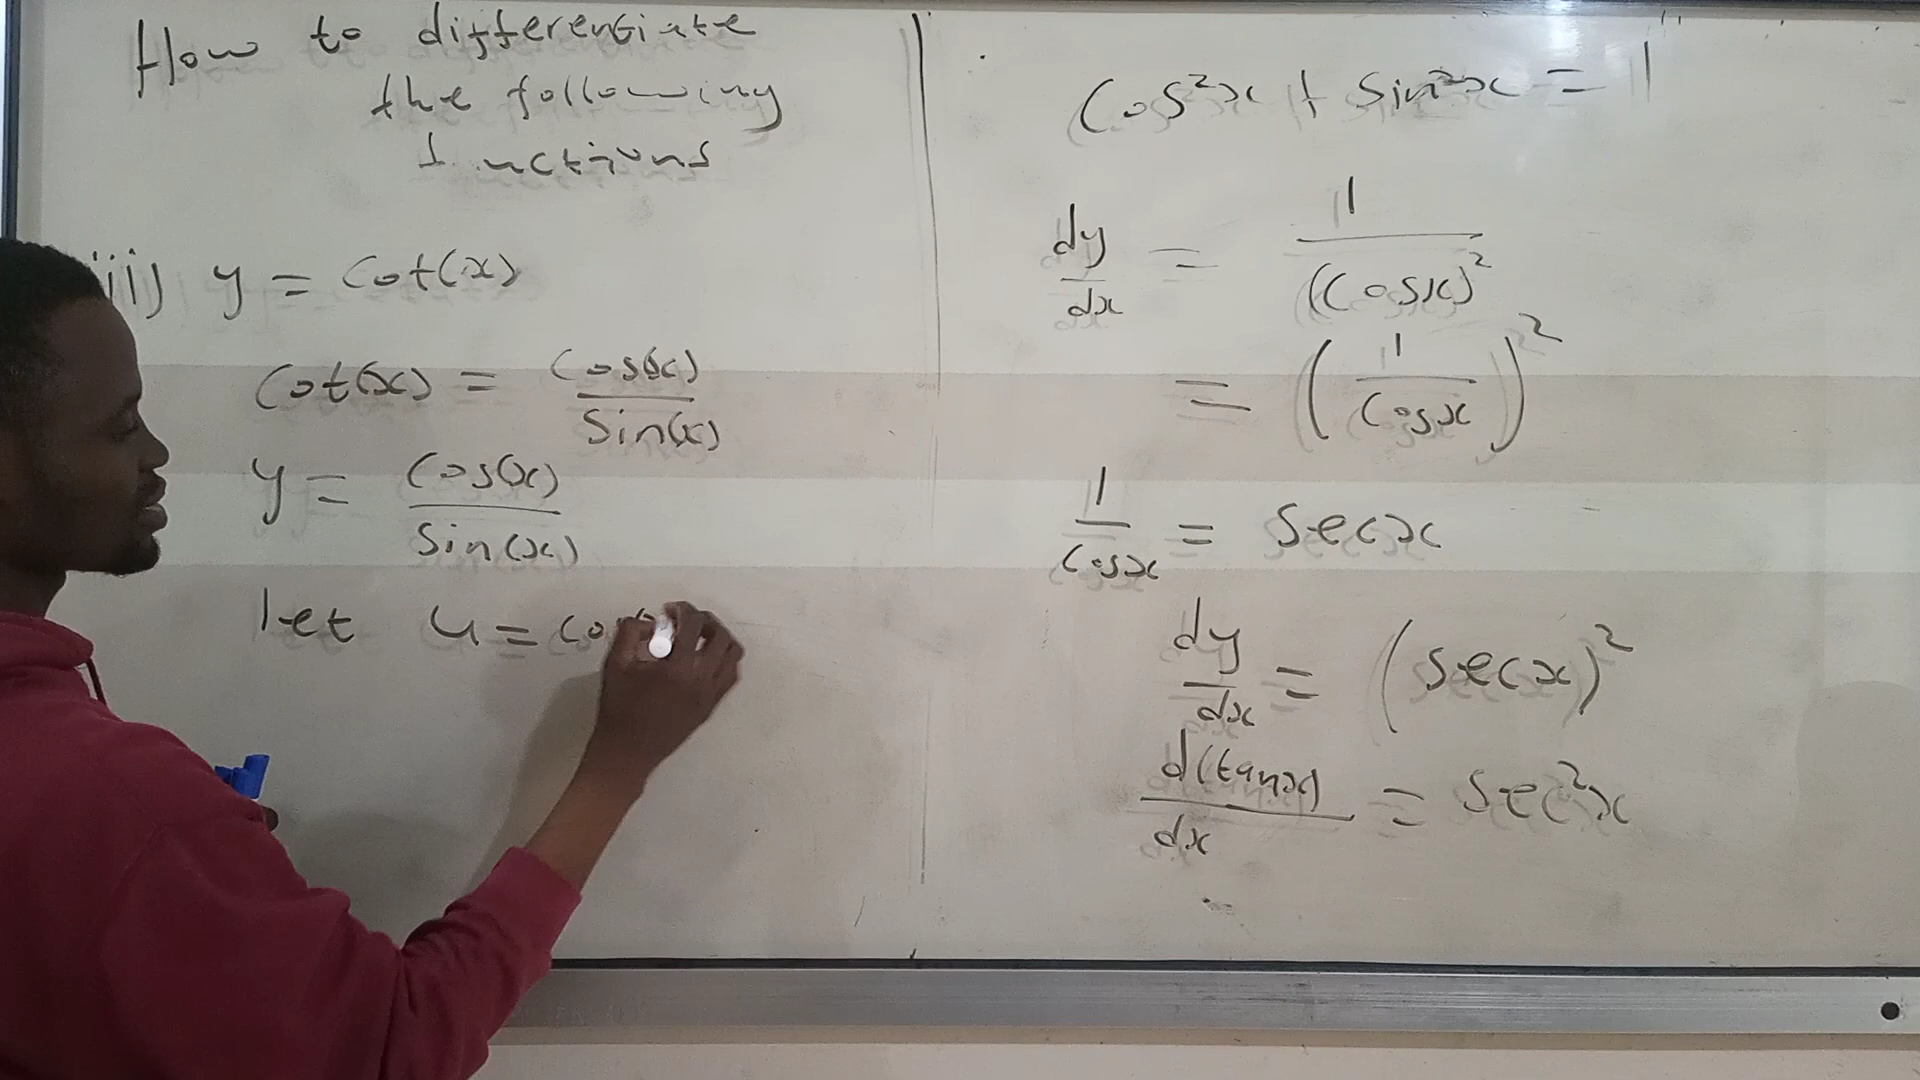 How to differentiate
the following
functions
iii) y = Cot(x)
Cot(x) = Cos(x)/Sin(x)
y = Cos(x)/Sin(x)
let u = co
Cos²x + Sin²x = 1
dy/dx = 1/((Cosx)²
= (1/Cosx)²
1/Cosx = Secx
dy/dx = (Secx)²
d(tanx)/dx = Sec²x